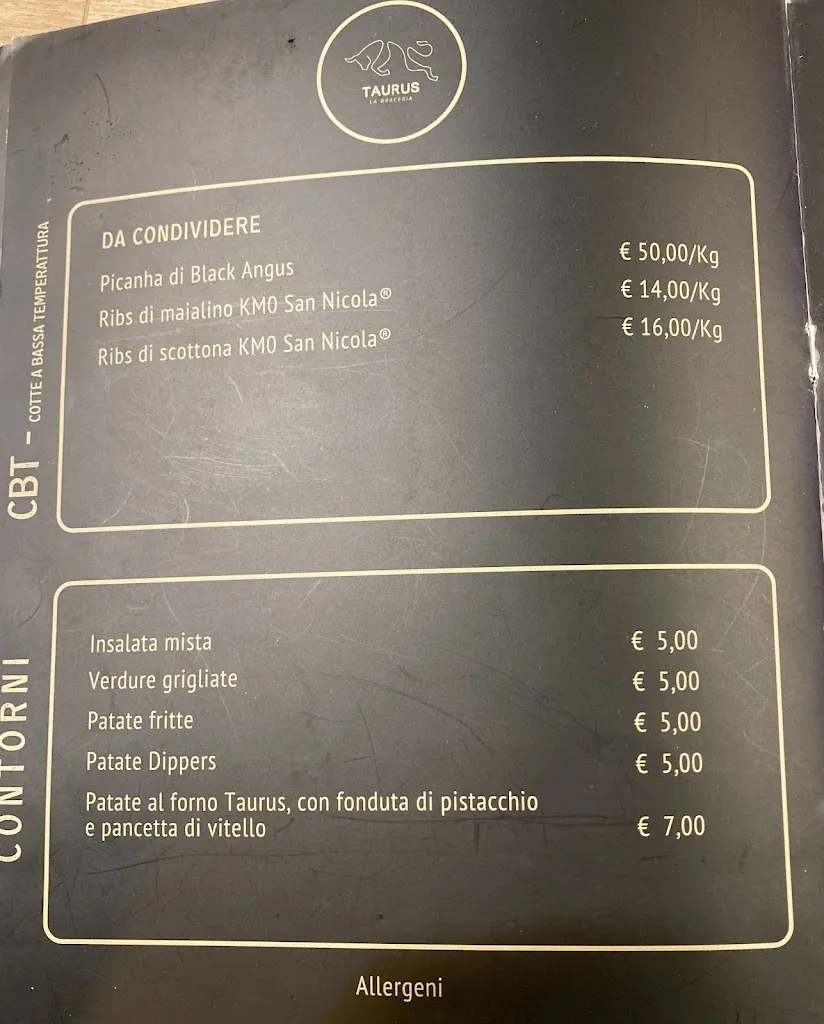 TAURUS
LA BRACERIA
CBT - COTTE A BASSA TEMPERATTURA
DA CONDIVIDERE
Picanha di Black Angus € 50,00/Kg
Ribs di maialino KM0 San Nicola® € 14,00/Kg
Ribs di scottona KM0 San Nicola® € 16,00/Kg
CONTORNI
Insalata mista € 5,00
Verdure grigliate € 5,00
Patate fritte € 5,00
Patate Dippers € 5,00
Patate al forno Taurus, con fonduta di pistacchio
e pancetta di vitello € 7,00
Allergeni